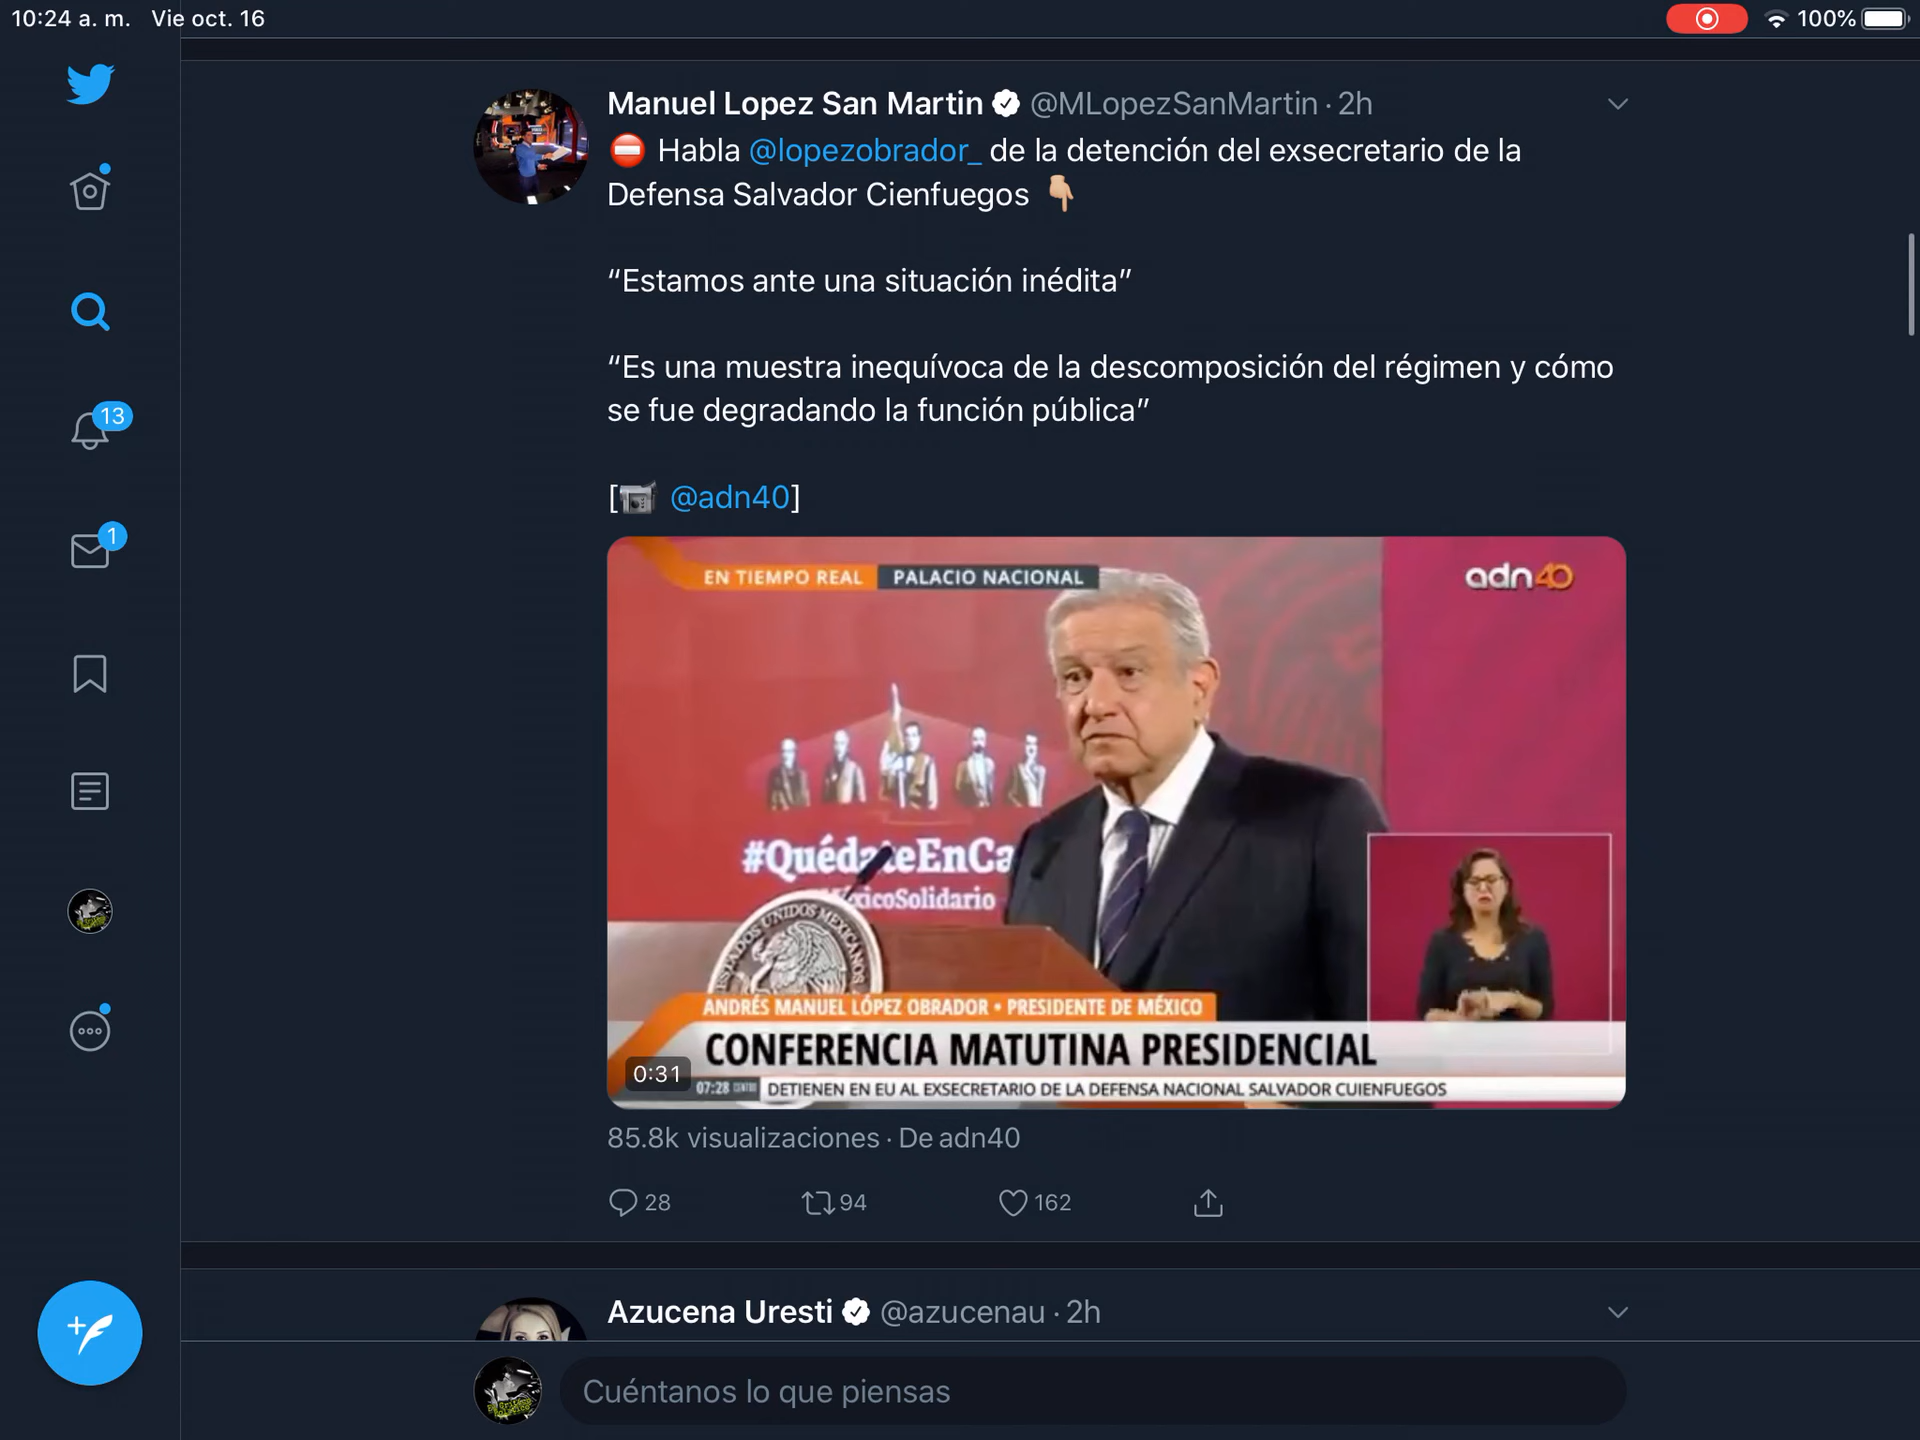 10:24 a. m. Vie oct. 16
100%
Manuel Lopez San Martin @MLopezSanMartin · 2h
⛔ Habla @lopezobrador_ de la detención del exsecretario de la
Defensa Salvador Cienfuegos 👇🏼
“Estamos ante una situación inédita”
“Es una muestra inequívoca de la descomposición del régimen y cómo
se fue degradando la función pública”
[📹 @adn40]
13
1
EN TIEMPO REAL PALACIO NACIONAL
adn40
#QuédateEnCa
xicoSolidario
ESTADOS UNIDOS MEXICANOS
ANDRÉS MANUEL LÓPEZ OBRADOR • PRESIDENTE DE MÉXICO
CONFERENCIA MATUTINA PRESIDENCIAL
0:31
07:28 CENTRO DETIENEN EN EU AL EXSECRETARIO DE LA DEFENSA NACIONAL SALVADOR CUIENFUEGOS
85.8k visualizaciones · De adn40
28 94 162
Azucena Uresti @azucenau · 2h
Cuéntanos lo que piensas